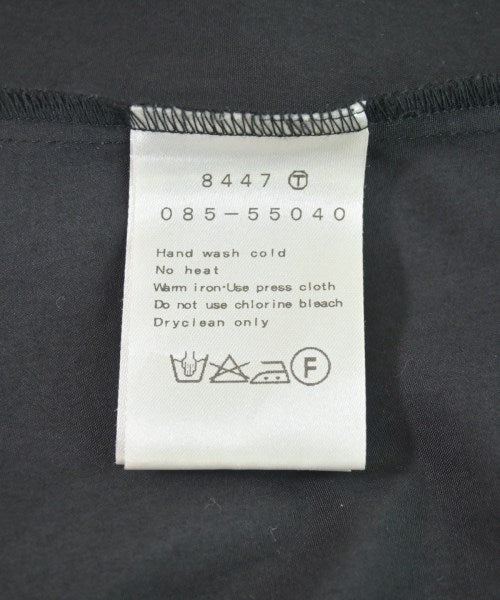 8447 Ⓣ
085-55040
Hand wash cold
No heat
Warm iron·Use press cloth
Do not use chlorine bleach
Dryclean only
F